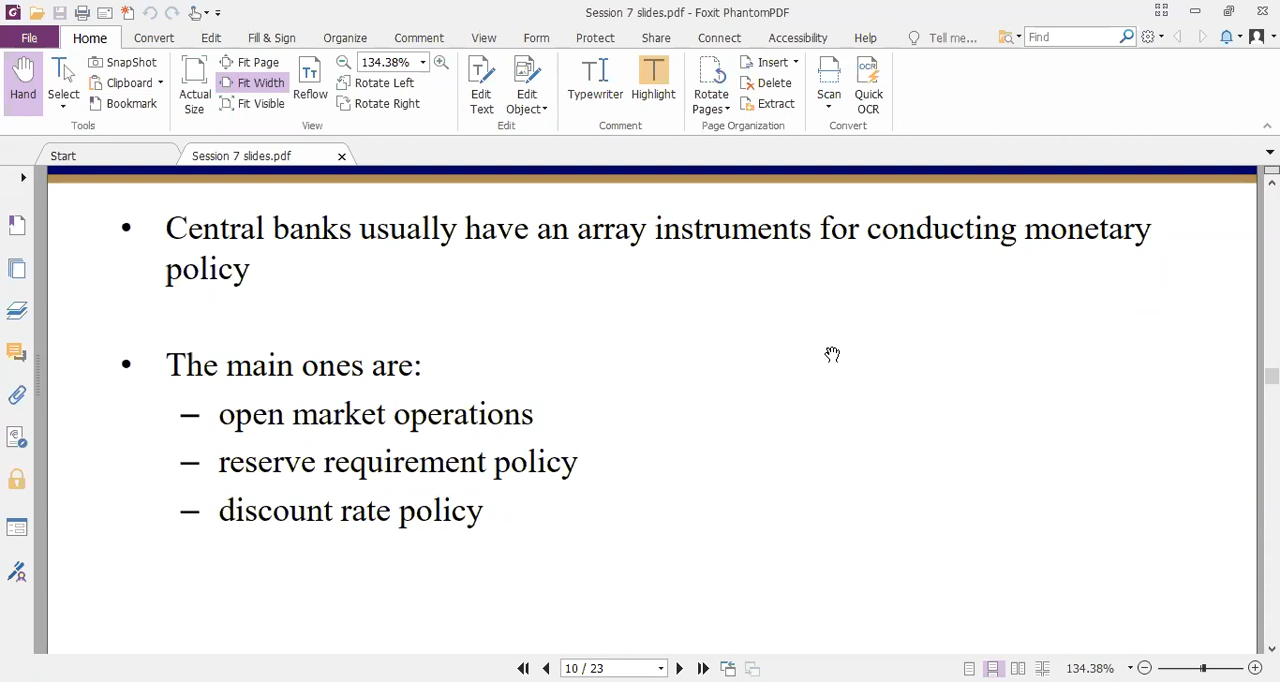 Session 7 slides.pdf - Foxit PhantomPDF
File Home Convert Edit Fill & Sign Organize Comment View Form Protect Share Connect Accessibility Help Tell me... Find
Hand Select SnapShot Clipboard Bookmark
Actual Size Fit Page Fit Width Fit Visible Reflow 134.38% Rotate Left Rotate Right
Edit Text Edit Object Typewriter Highlight
Rotate Pages Insert Delete Extract Scan Quick OCR
Tools View Edit Comment Page Organization Convert
Start Session 7 slides.pdf
• Central banks usually have an array instruments for conducting monetary
policy
• The main ones are:
– open market operations
– reserve requirement policy
– discount rate policy
10 / 23 134.38%